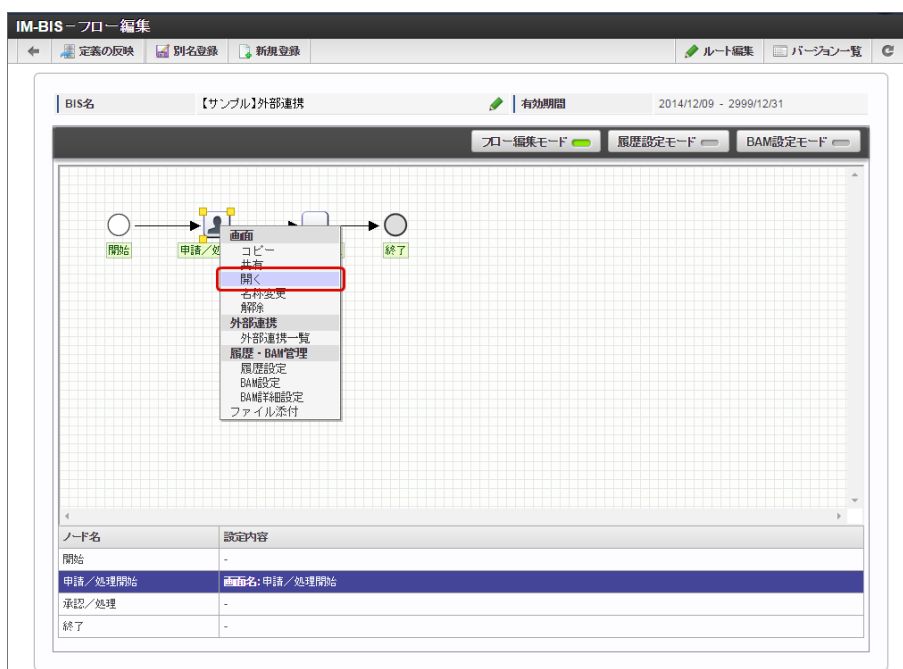 IM-BIS－フロー編集
定義の反映 別名登録 新規登録 ルート編集 バージョン一覧
BIS名 【サンプル】外部連携 有効期間 2014/12/09 - 2999/12/31
フロー編集モード 履歴設定モード BAM設定モード
開始 申請／処 終了
画面
コピー
共有
開く
名称変更
解除
外部連携
外部連携一覧
履歴・BAM管理
履歴設定
BAM設定
BAM詳細設定
ファイル添付
ノード名 設定内容
開始 -
申請／処理開始 画面名:申請／処理開始
承認／処理 -
終了 -